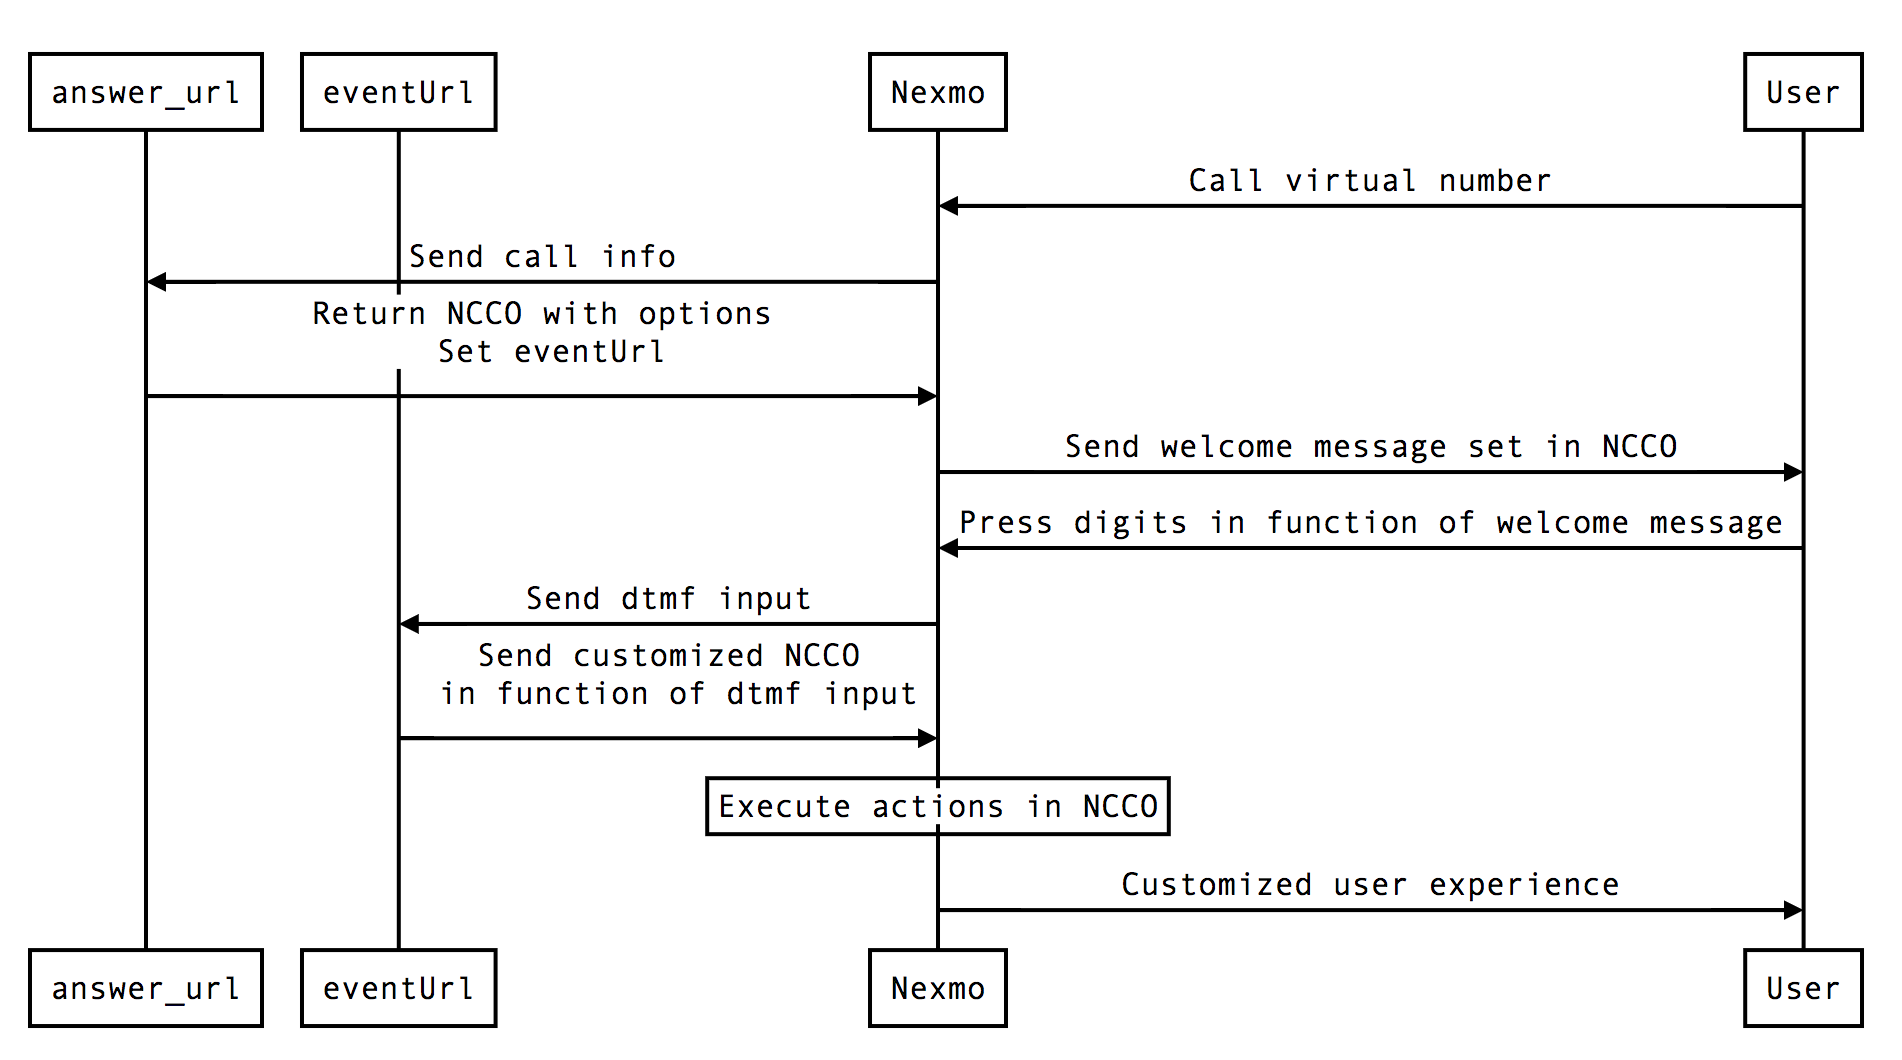 answer_url
eventUrl
Nexmo
User
Call virtual number
Send call info
Return NCCO with options
Set eventUrl
Send welcome message set in NCCO
Press digits in function of welcome message
Send dtmf input
Send customized NCCO
in function of dtmf input
Execute actions in NCCO
Customized user experience
answer_url
eventUrl
Nexmo
User